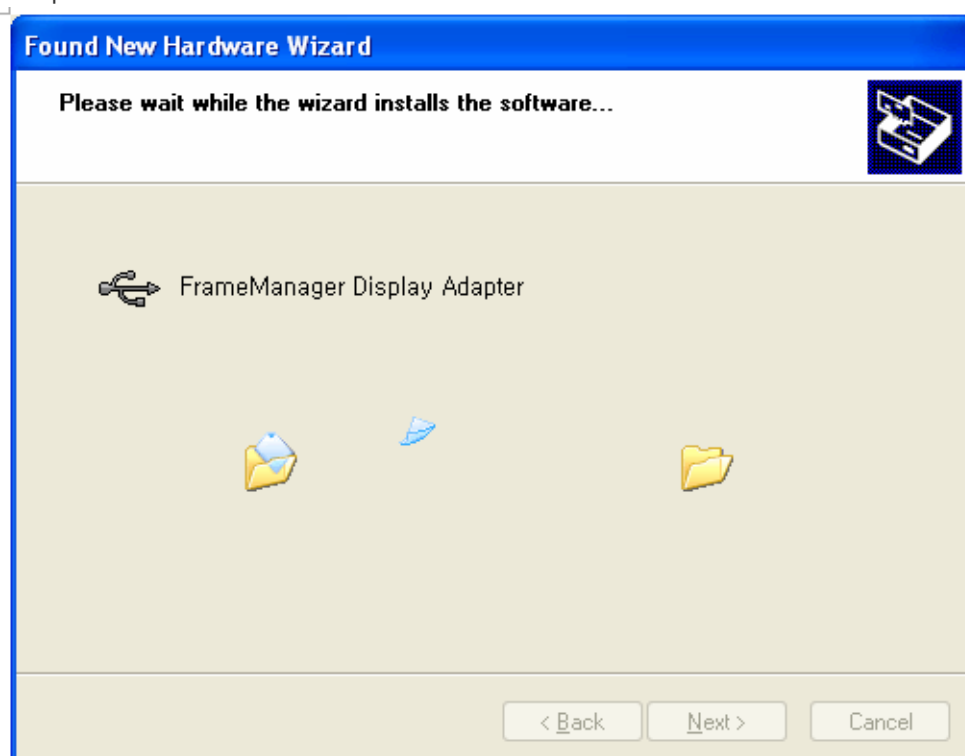 Found New Hardware Wizard
Please wait while the wizard installs the software...
FrameManager Display Adapter
< Back
Next >
Cancel